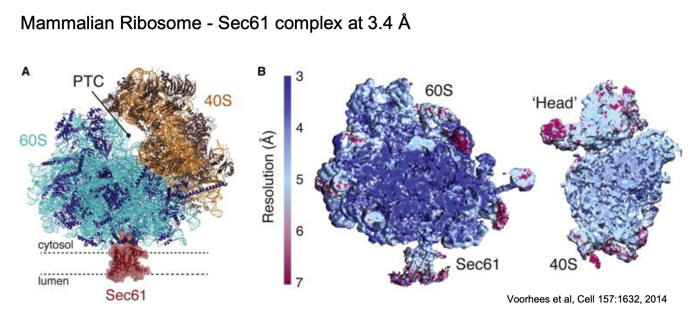 Mammalian Ribosome - Sec61 complex at 3.4 Å
A
PTC
40S
60S
cytosol
lumen
Sec61
B
Resolution (Å)
3
4
5
6
7
60S
Sec61
'Head'
40S
Voorhees et al, Cell 157:1632, 2014